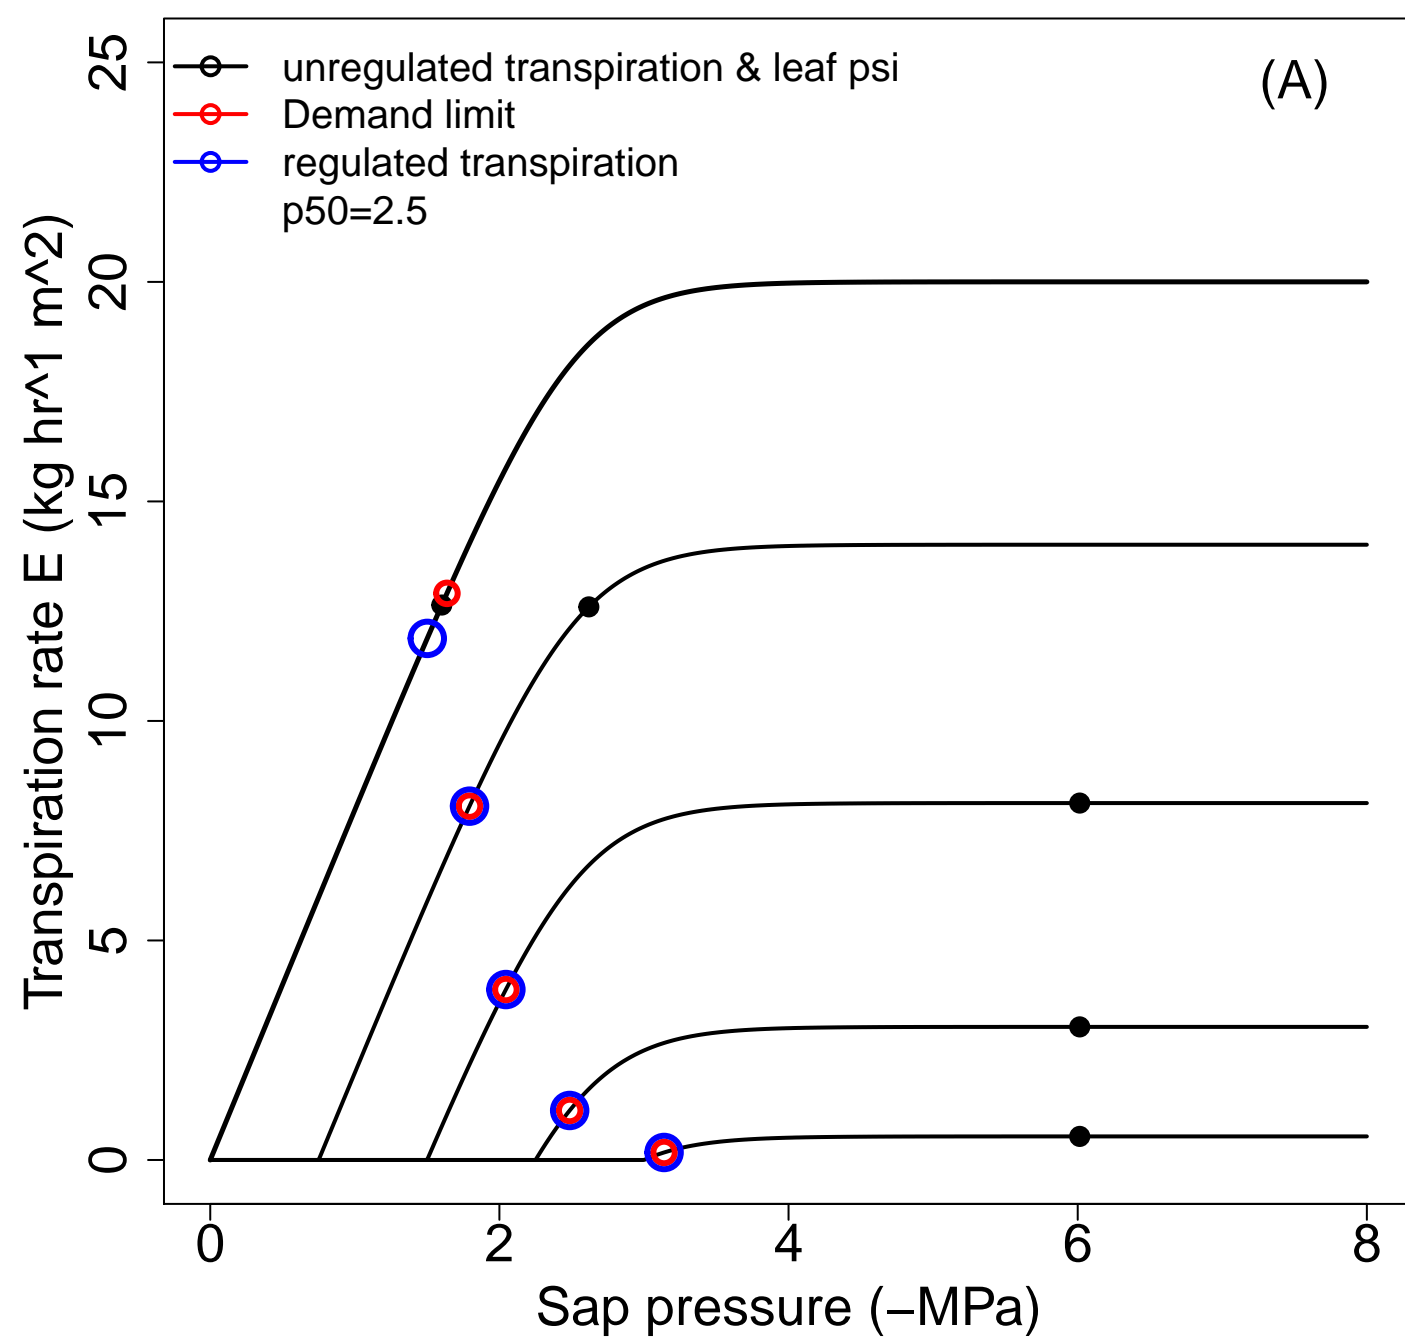 unregulated transpiration & leaf psi
(A)
Demand limit
regulated transpiration
p50=2.5
Transpiration rate E (kg hr^1 m^2)
25
20
15
10
5
0
0 2 4 6 8
Sap pressure (−MPa)